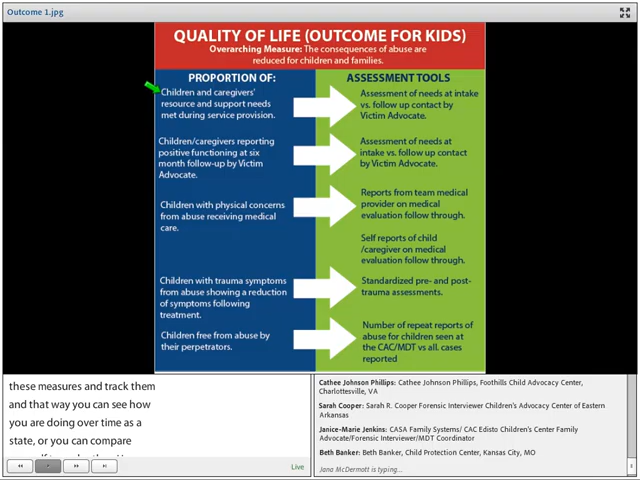 Outcome 1.jpg
QUALITY OF LIFE (OUTCOME FOR KIDS)
Overarching Measure: The consequences of abuse are
reduced for children and families.
PROPORTION OF:
Children and caregivers'
resource and support needs
met during service provision.
Children/caregivers reporting
positive functioning at six
month follow-up by Victim
Advocate.
Children with physical concerns
from abuse receiving medical
care.
Children with trauma symptoms
from abuse showing a reduction
of symptoms following
treatment.
Children free from abuse by
their perpetrators.
ASSESSMENT TOOLS
Assessment of needs at intake
vs. follow up contact by
Victim Advocate.
Assessment of needs at
intake vs. follow up contact
by Victim Advocate.
Reports from team medical
provider on medical
evaluation follow through.
Self reports of child
/caregiver on medical
evaluation follow through.
Standardized pre- and post-
trauma assessments.
Number of repeat reports of
abuse for children seen at
the CAC/MDT vs all. cases
reported
these measures and track them
and that way you can see how
you are doing over time as a
state, or you can compare
Live
Cathee Johnson Phillips: Cathee Johnson Phillips, Foothills Child Advocacy Center,
Charlottesville, VA
Sarah Cooper: Sarah R. Cooper Forensic Interviewer Children's Advocacy Center of Eastern
Arkansas
Janice-Marie Jenkins: CASA Family Systems/ CAC Edisto Children's Center Family
Advocate/Forensic Interviewer/MDT Coordinator
Beth Banker: Beth Banker, Child Protection Center, Kansas City, MO
Jana McDermott is typing...